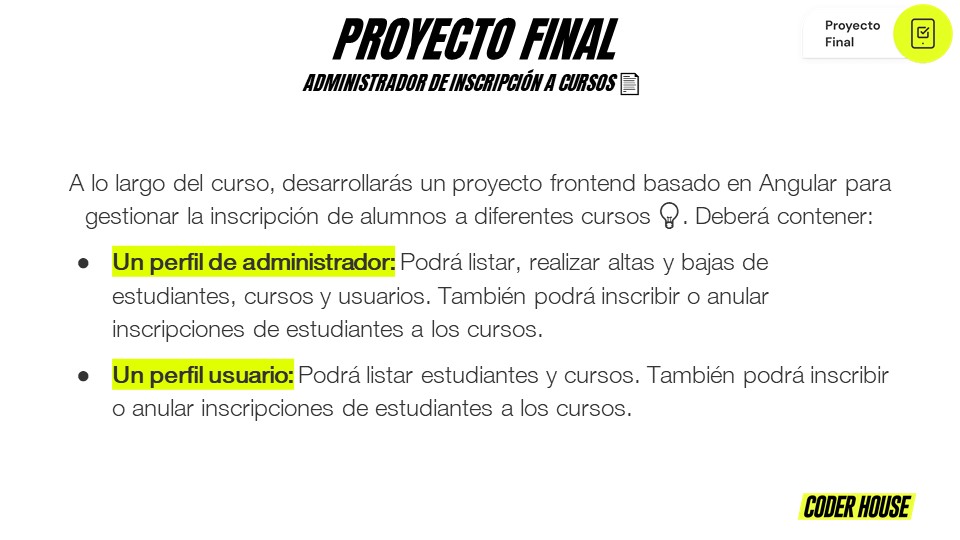 PROYECTO FINAL
ADMINISTRADOR DE INSCRIPCIÓN A CURSOS
Proyecto
Final
A lo largo del curso, desarrollarás un proyecto frontend basado en Angular para
gestionar la inscripción de alumnos a diferentes cursos . Deberá contener:
● Un perfil de administrador: Podrá listar, realizar altas y bajas de
estudiantes, cursos y usuarios. También podrá inscribir o anular
inscripciones de estudiantes a los cursos.
● Un perfil usuario: Podrá listar estudiantes y cursos. También podrá inscribir
o anular inscripciones de estudiantes a los cursos.
CODER HOUSE